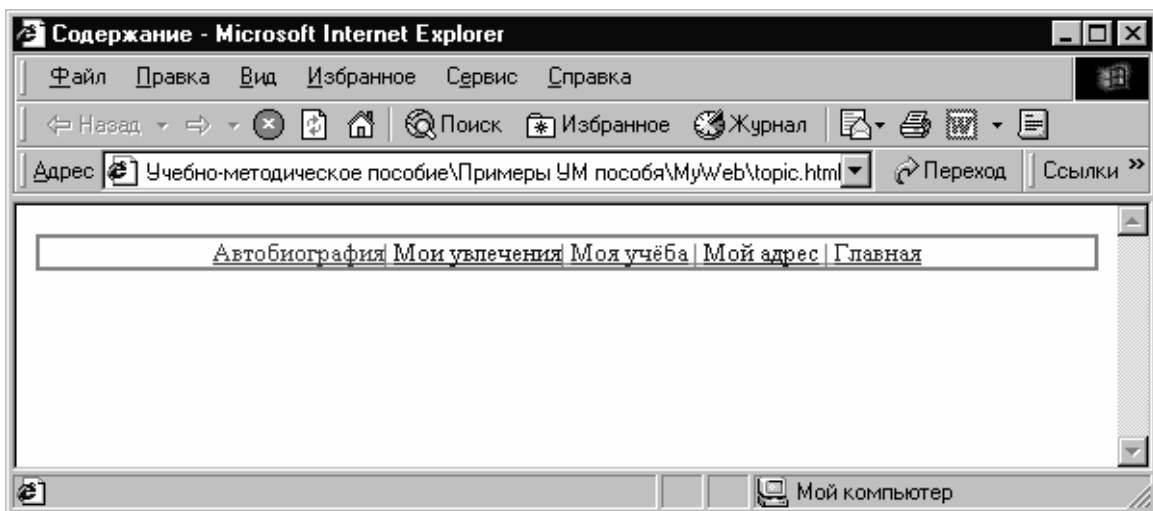 Содержание - Microsoft Internet Explorer
Файл Правка Вид Избранное Сервис Справка
Назад Поиск Избранное Журнал
Адрес Учебно-методическое пособие\Примеры УМ пособя\MyWeb\topic.html Переход Ссылки »
Автобиография| Мои увлечения| Моя учёба | Мой адрес | Главная
Мой компьютер